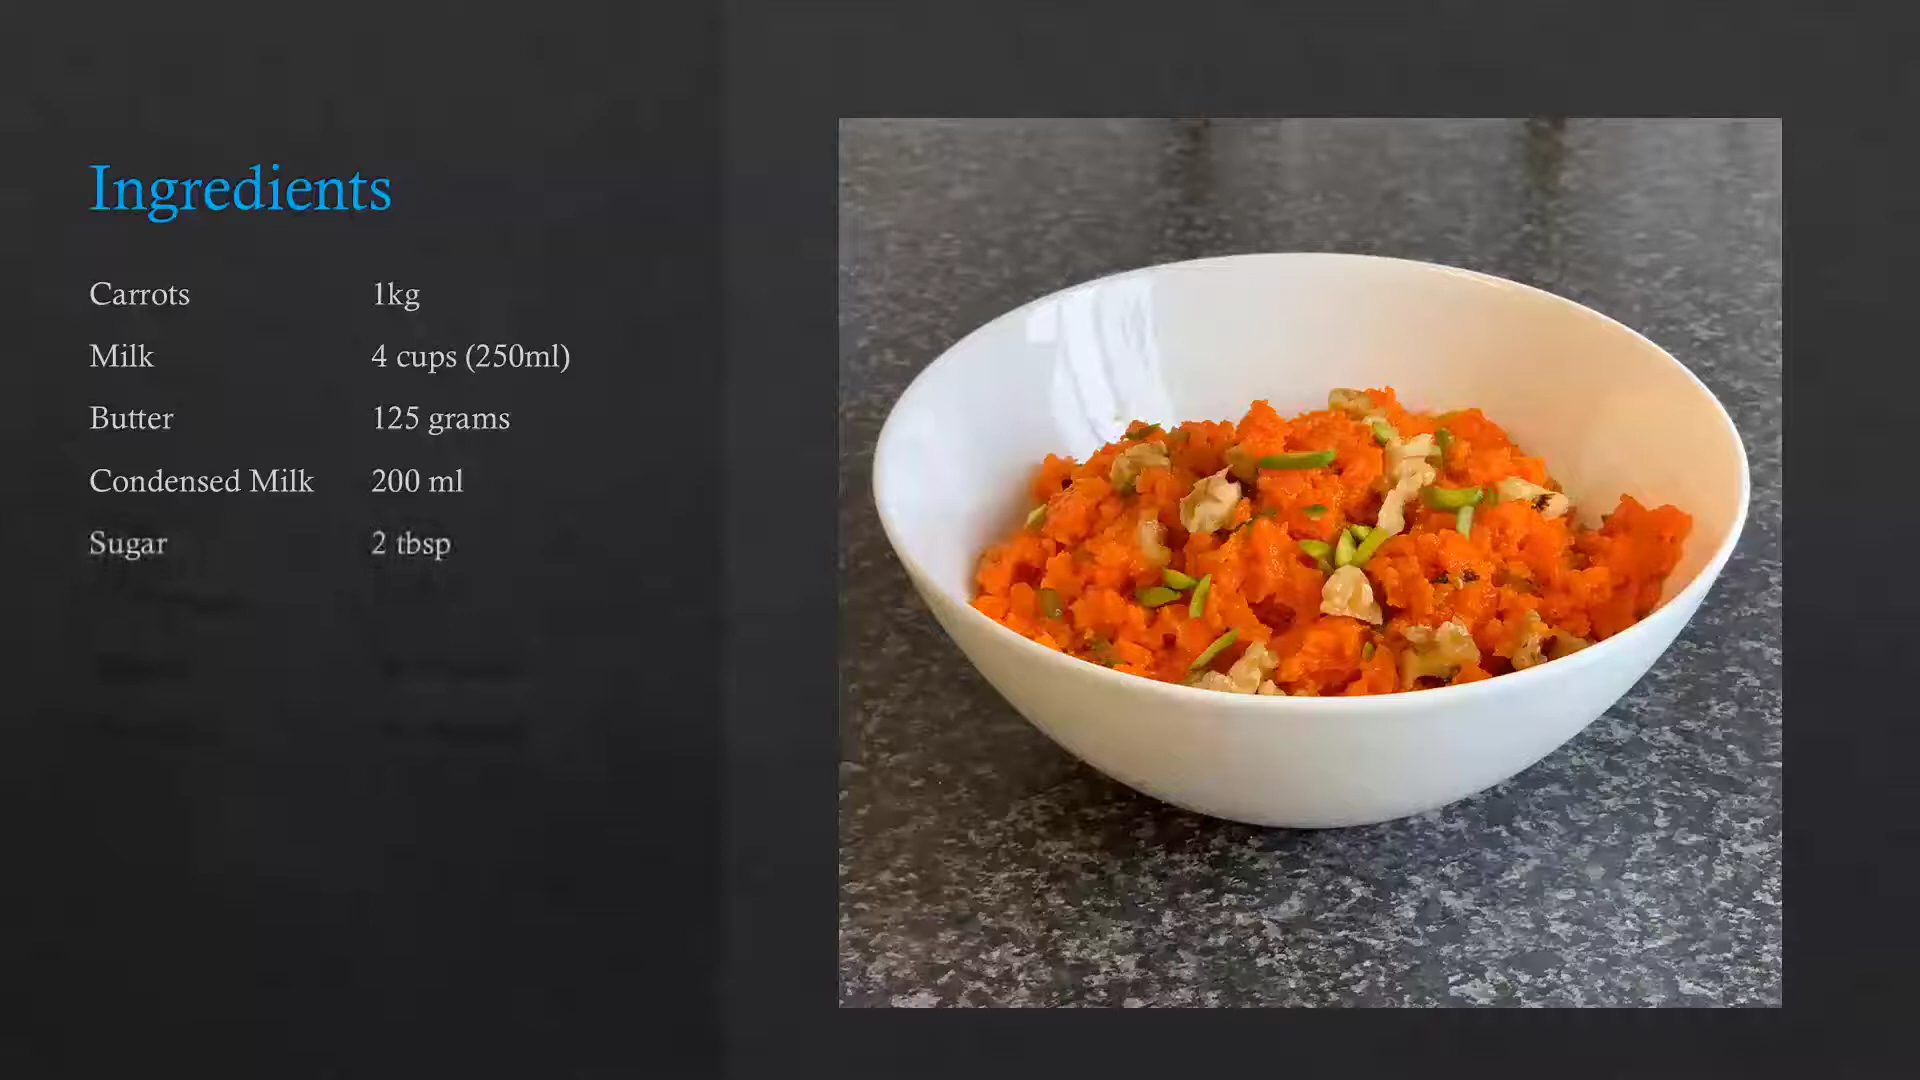 Ingredients
Carrots 1kg
Milk 4 cups (250ml)
Butter 125 grams
Condensed Milk 200 ml
Sugar 2 tbsp